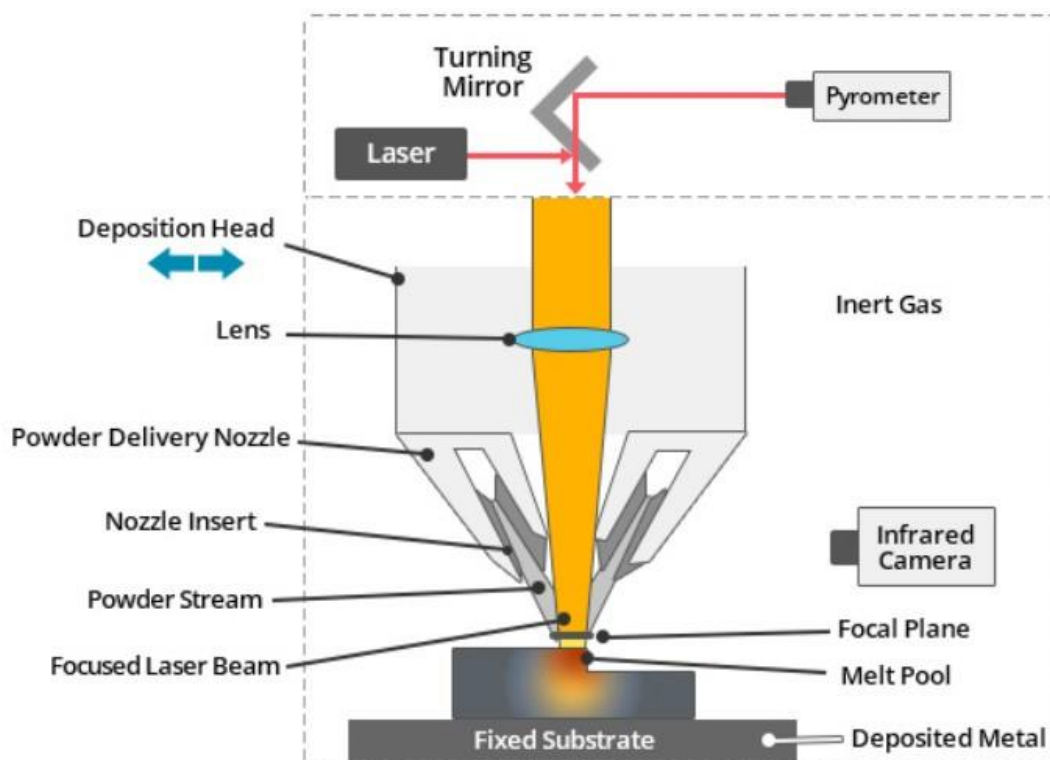 Turning
Mirror
Pyrometer
Laser
Deposition Head
Inert Gas
Lens
Powder Delivery Nozzle
Nozzle Insert
Infrared
Camera
Powder Stream
Focal Plane
Focused Laser Beam
Melt Pool
Fixed Substrate
Deposited Metal